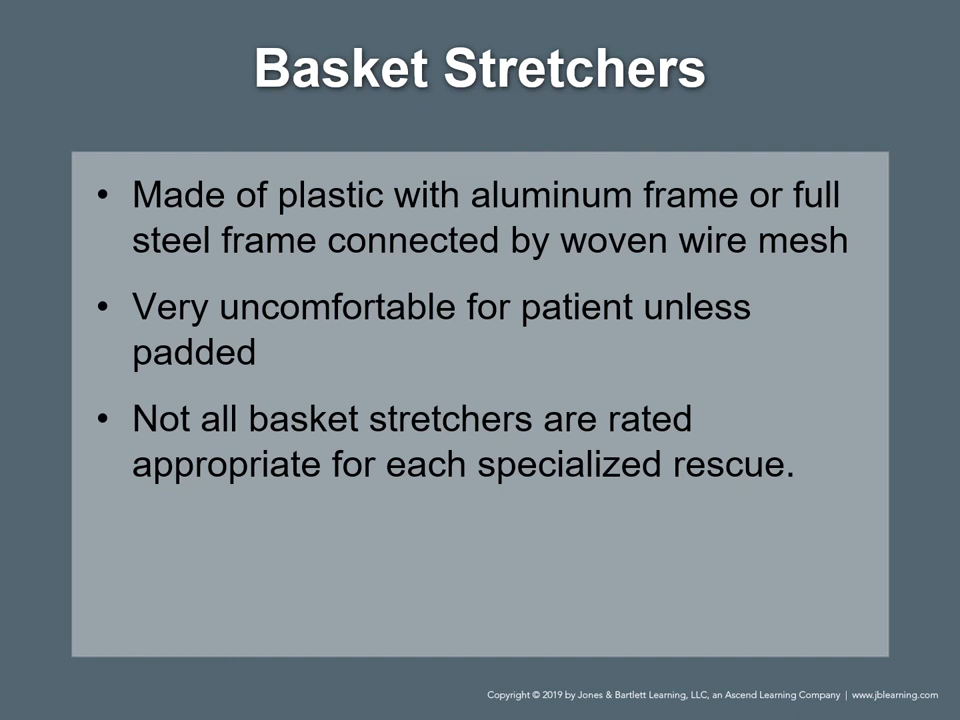 Basket Stretchers
• Made of plastic with aluminum frame or full
steel frame connected by woven wire mesh
• Very uncomfortable for patient unless
padded
• Not all basket stretchers are rated
appropriate for each specialized rescue.
Copyright © 2019 by Jones & Bartlett Learning, LLC, an Ascend Learning Company | www.jblearning.com